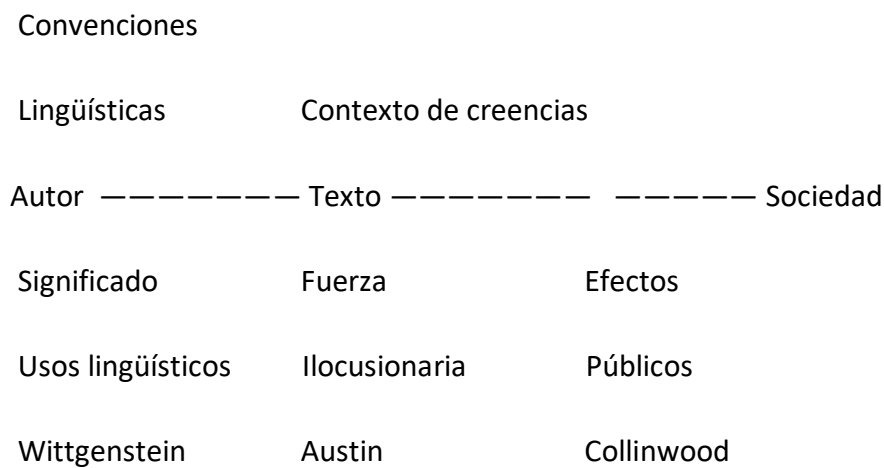 Convenciones
Lingüísticas Contexto de creencias
Autor ——————— Texto ——————— ————— Sociedad
Significado Fuerza Efectos
Usos lingüísticos Ilocusionaria Públicos
Wittgenstein Austin Collinwood